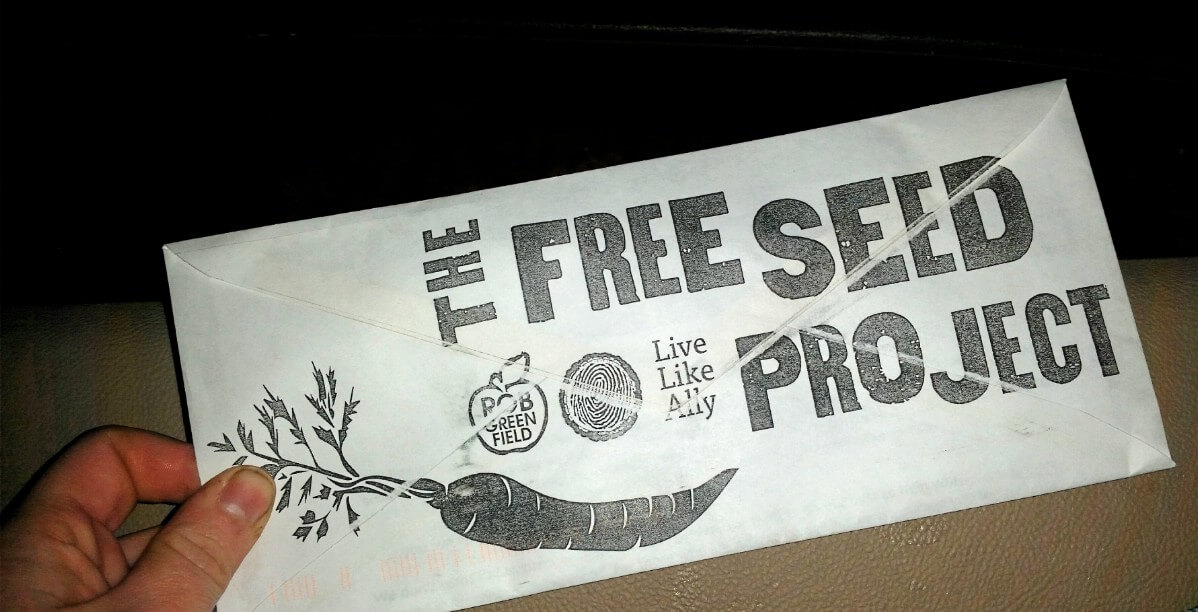 THE
FREE SEED
PROJECT
ROB
GREEN
FIELD
Live
Like
Ally